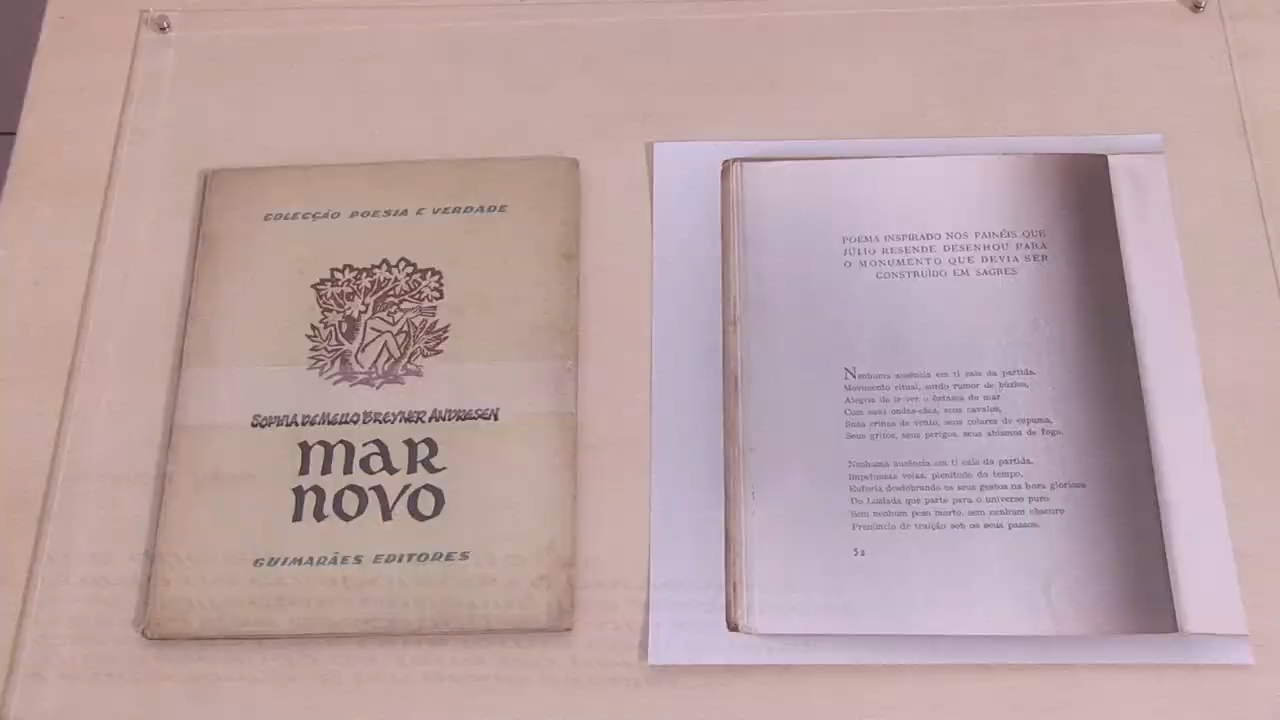 COLECÇÃO POESIA E VERDADE
SOPHIA DE MELLO BREYNER ANDRESEN
mar
novo
GUIMARÃES EDITORES
POEMA INSPIRADO NOS PAINÉIS QUE
JÚLIO RESENDE DESENHOU PARA
O MONUMENTO QUE DEVIA SER
CONSTRUÍDO EM SAGRES
Nenhuma ausência em ti cais da partida.
Movimento ritual, surdo rumor de búzios,
Alegria de ir ver o êxtase do mar
Com suas ondas-cães, seus cavalos,
Suas crinas de vento, seus colares de espuma,
Seus gritos, seus perigos, seus abismos de fogo.
Nenhuma ausência em ti cais da partida.
Impetuosas velas, plenitude do tempo,
Euforia desdobrando os seus gestos na hora gloriosa
Do Lusíada que parte para o universo puro
Sem nenhum peso morto, sem nenhum obscuro
Prenúncio de traição sob os seus passos.
52